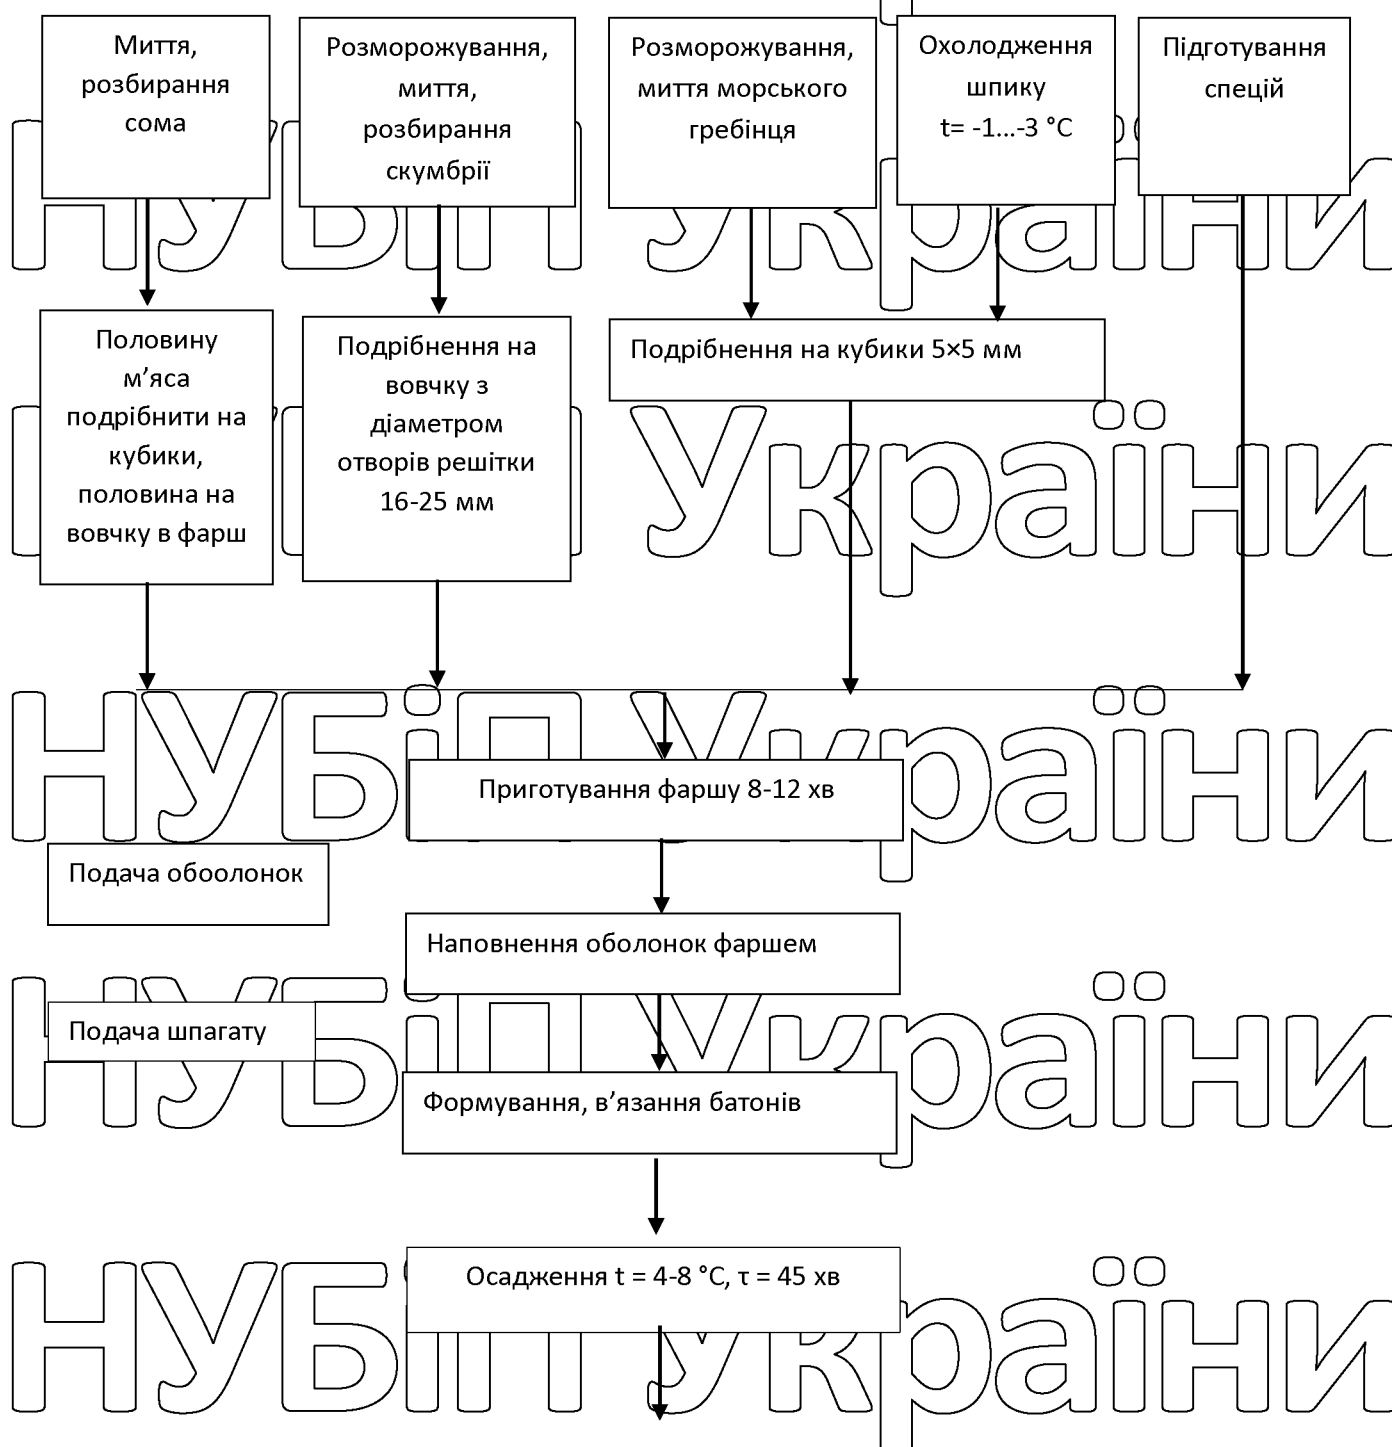 Миття,
розбирання
сома
Розморожування,
миття,
розбирання
скумбрії
Розморожування,
миття морського
гребінця
Охолодження
шпику
t= -1...-3 °C
Підготування
спецій
НУБіП України
Половину
м’яса
подрібнити на
кубики,
половина на
вовчку в фарш
Подрібнення на
вовчку з
діаметром
отворів решітки
16-25 мм
Подрібнення на кубики 5×5 мм
України
НУБіП України
Приготування фаршу 8-12 хв
Подача обоолонок
Наповнення оболонок фаршем
НУБіП України
Подача шпагату
Формування, в’язання батонів
Осадження t = 4-8 °C, τ = 45 хв
НУБіП України